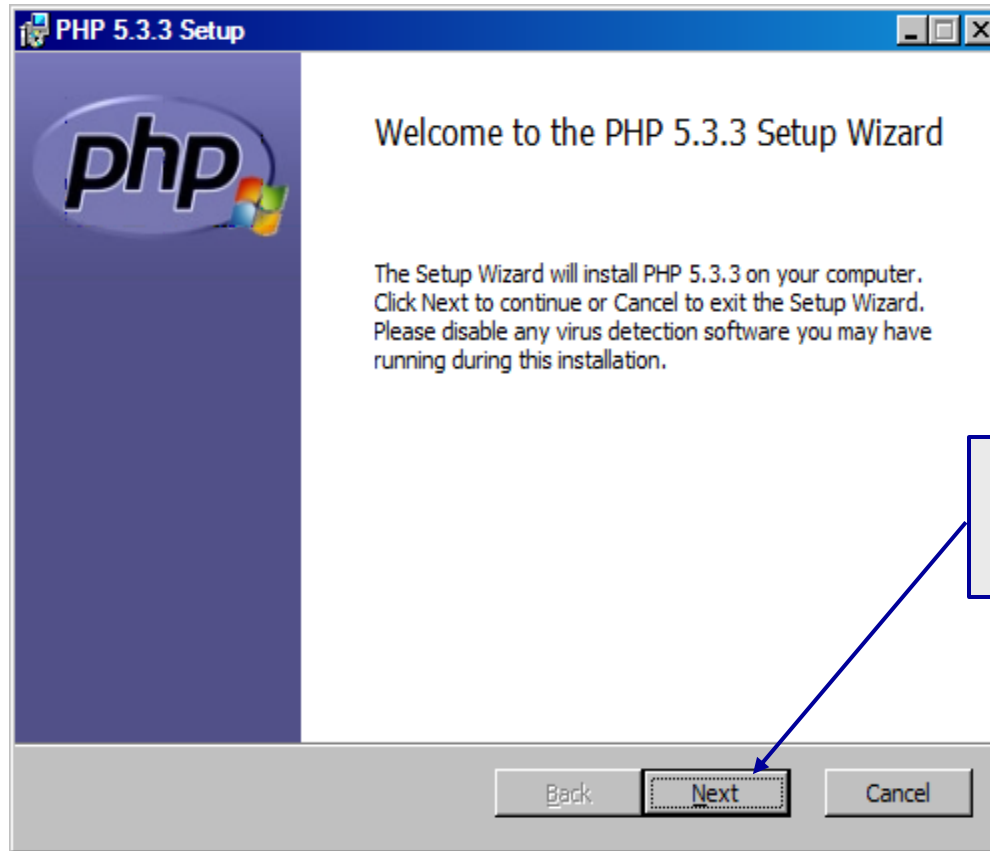 PHP 5.3.3 Setup
php
Welcome to the PHP 5.3.3 Setup Wizard
The Setup Wizard will install PHP 5.3.3 on your computer.
Click Next to continue or Cancel to exit the Setup Wizard.
Please disable any virus detection software you may have
running during this installation.
Back
Next
Cancel